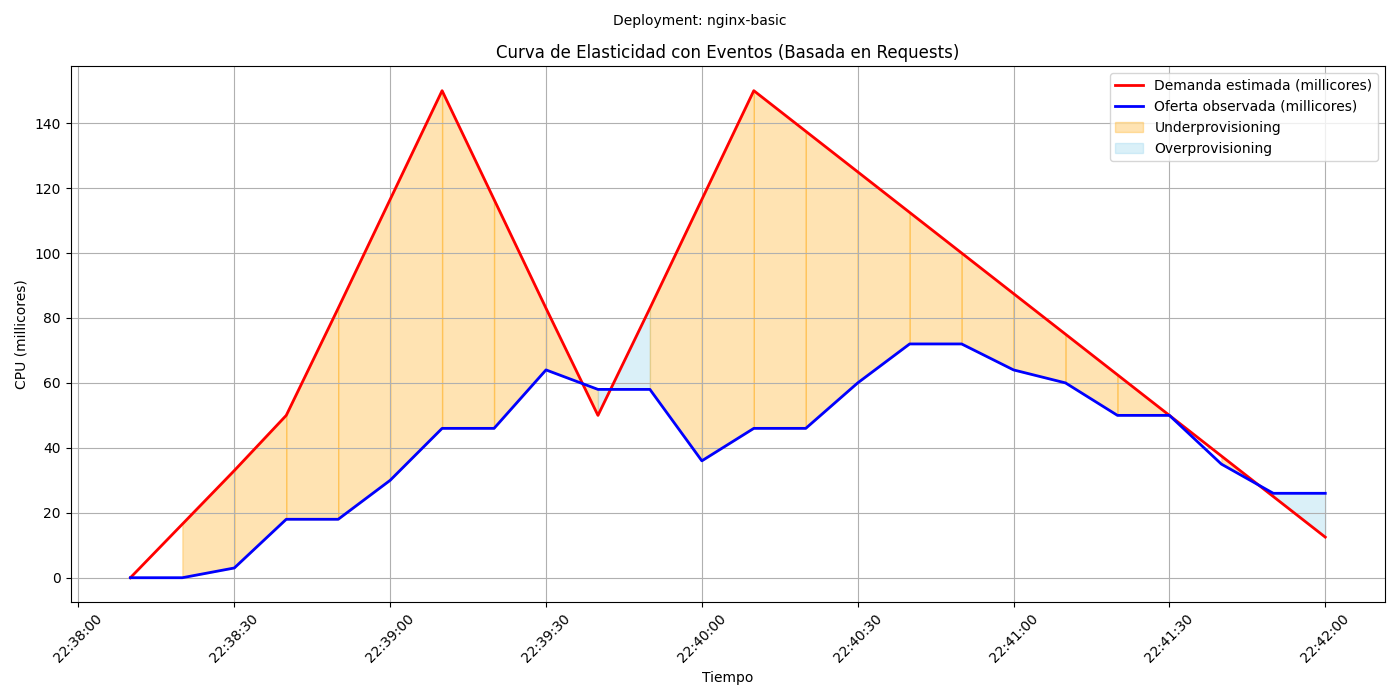 Deployment: nginx-basic
Curva de Elasticidad con Eventos (Basada en Requests)
Demanda estimada (millicores)
Oferta observada (millicores)
Underprovisioning
Overprovisioning
CPU (millicores)
140
120
100
80
60
40
20
0
22:38:00
22:38:30
22:39:00
22:39:30
22:40:00
22:40:30
22:41:00
22:41:30
22:42:00
Tiempo